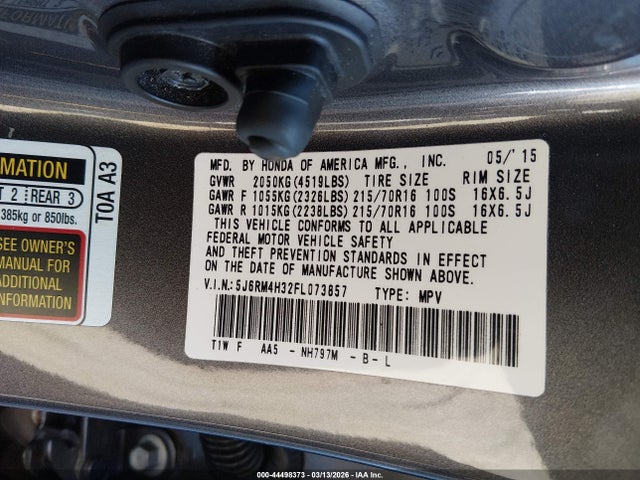 MFD. BY HONDA OF AMERICA MFG., INC. 05/'15
GVWR 2050KG(4519LBS) TIRE SIZE RIM SIZE
GAWR F 1055KG(2326LBS) 215/70R16 100S 16X6.5J
GAWR R 1015KG(2238LBS) 215/70R16 100S 16X6.5J
THIS VEHICLE CONFORMS TO ALL APPLICABLE
FEDERAL MOTOR VEHICLE SAFETY
AND THEFT PREVENTION STANDARDS IN EFFECT
ON THE DATE OF MANUFACTURE SHOWN ABOVE.
V.I.N.:5J6RM4H32FL073857 TYPE: MPV
T1W F AA5 - NH797M - B - L
RMATION
T 2 REAR 3
385kg or 850lbs.
SEE OWNER'S
MANUAL FOR
ADDITIONAL
INFORMATION
T0A A3
000-44498373 - 03/13/2026 - IAA Inc.